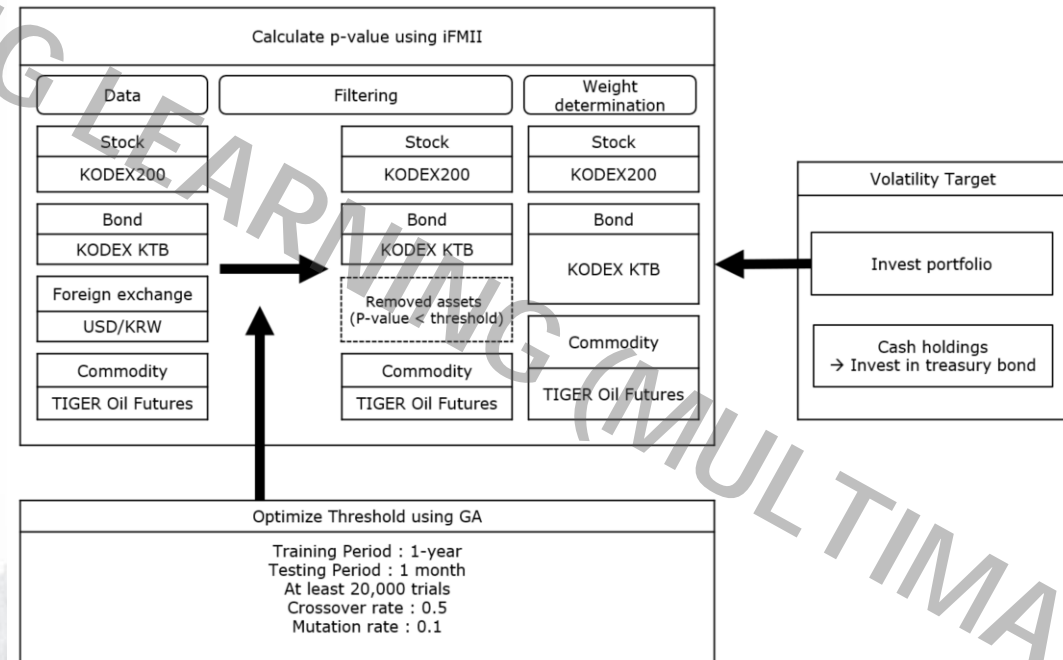 Calculate p-value using iFMII
Data
Filtering
Weight
determination
Stock
KODEX200
Bond
KODEX KTB
Foreign exchange
USD/KRW
Commodity
TIGER Oil Futures
Stock
KODEX200
Bond
KODEX KTB
Removed assets
(P-value < threshold)
Commodity
TIGER Oil Futures
Stock
KODEX200
Bond
KODEX KTB
Commodity
TIGER Oil Futures
Volatility Target
Invest portfolio
Cash holdings
→ Invest in treasury bond
Optimize Threshold using GA
Training Period : 1-year
Testing Period : 1 month
At least 20,000 trials
Crossover rate : 0.5
Mutation rate : 0.1
G LEARNING (MULTIMA